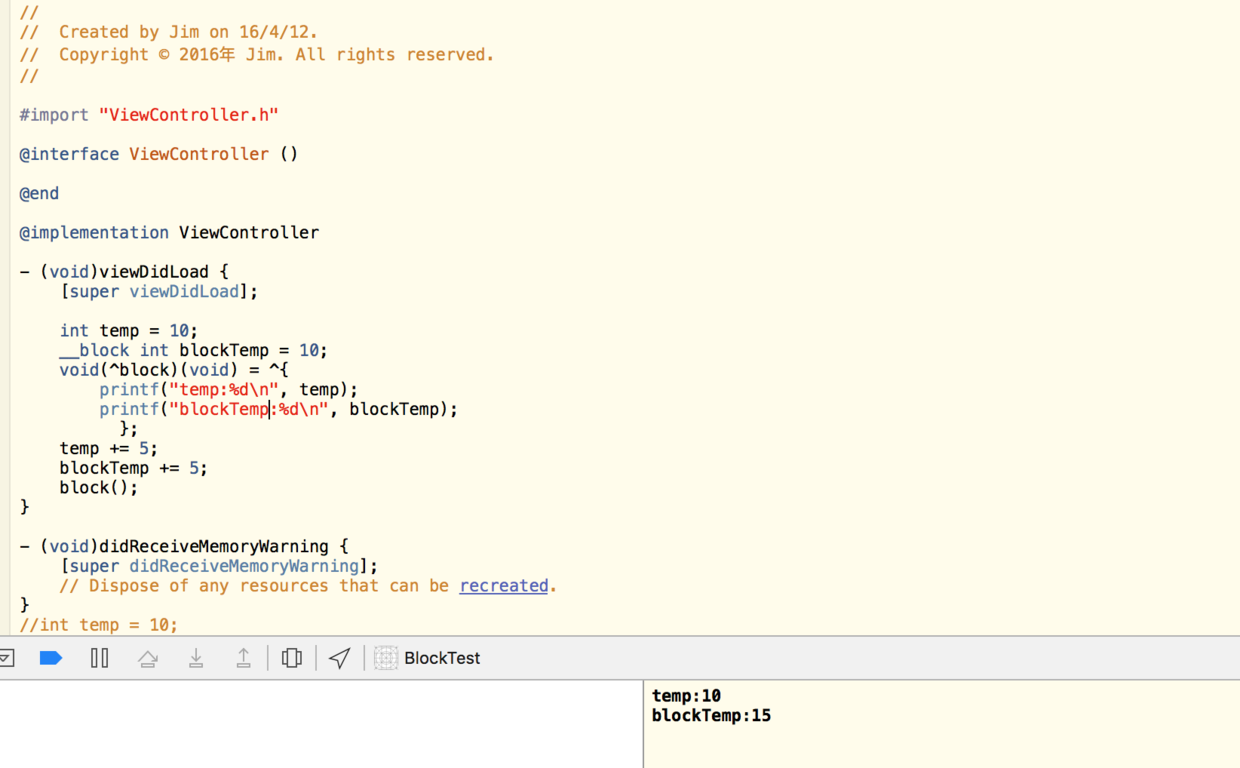 //
//  Created by Jim on 16/4/12.
//  Copyright © 2016年 Jim. All rights reserved.
//
#import "ViewController.h"
@interface ViewController ()
@end
@implementation ViewController
- (void)viewDidLoad {
    [super viewDidLoad];
    int temp = 10;
    __block int blockTemp = 10;
    void(^block)(void) = ^{
        printf("temp:%d\n", temp);
        printf("blockTemp:%d\n", blockTemp);
          };
    temp += 5;
    blockTemp += 5;
    block();
}
- (void)didReceiveMemoryWarning {
    [super didReceiveMemoryWarning];
    // Dispose of any resources that can be recreated.
}
//int temp = 10;
BlockTest
temp:10
blockTemp:15